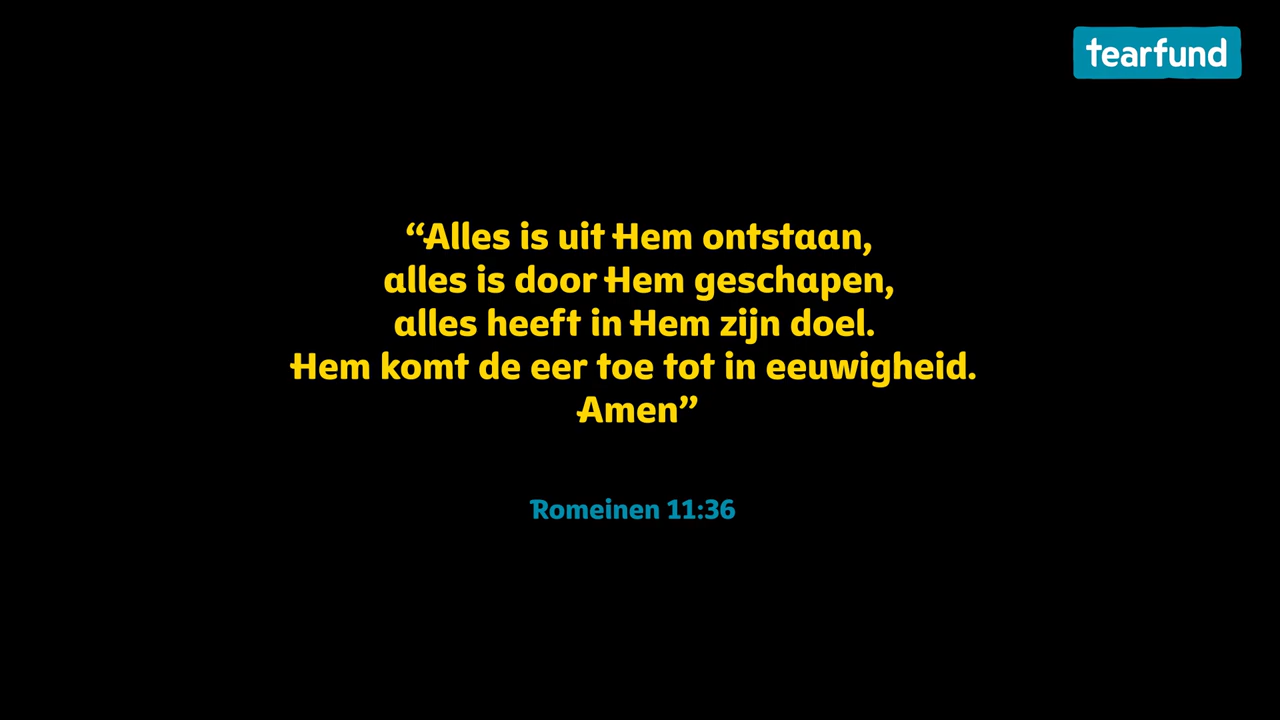 tearfund
“Alles is uit Hem ontstaan,
alles is door Hem geschapen,
alles heeft in Hem zijn doel.
Hem komt de eer toe tot in eeuwigheid.
Amen”
Romeinen 11:36